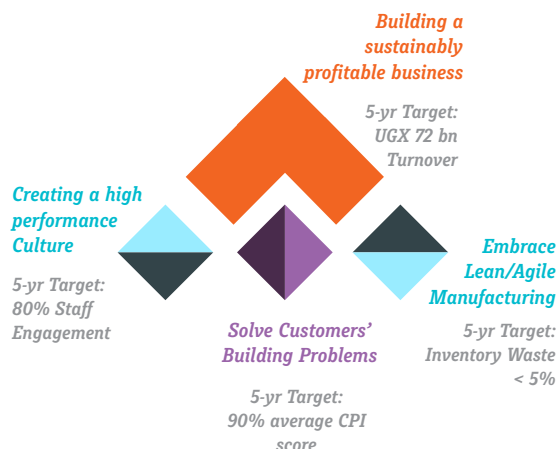 Building a
sustainably
profitable business
5-yr Target:
UGX 72 bn
Turnover
Creating a high
performance
Culture
5-yr Target:
80% Staff
Engagement
Embrace
Lean/Agile
Manufacturing
5-yr Target:
Inventory Waste
< 5%
Solve Customers’
Building Problems
5-yr Target:
90% average CPI
score